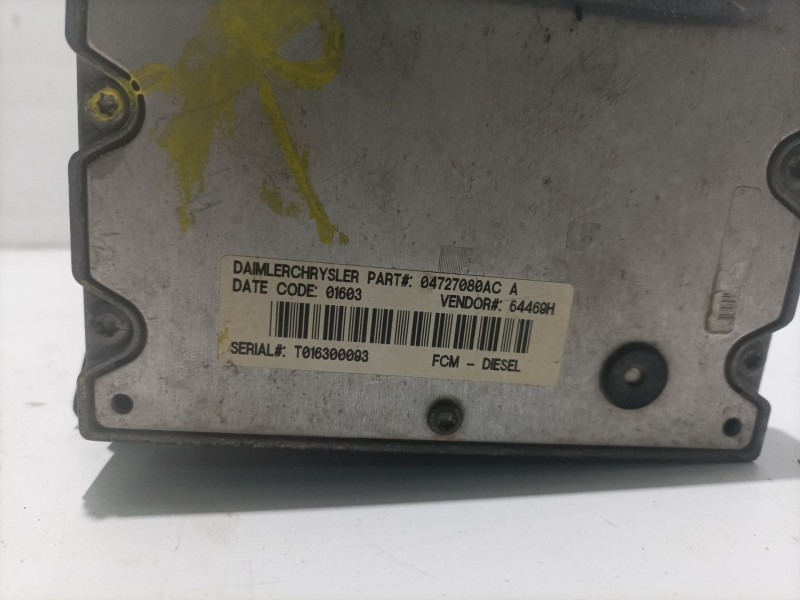 DAIMLERCHRYSLER PART#: 04727080AC A
DATE CODE: 01603 VENDOR#: 64469H
SERIAL#: T016300093 FCM - DIESEL